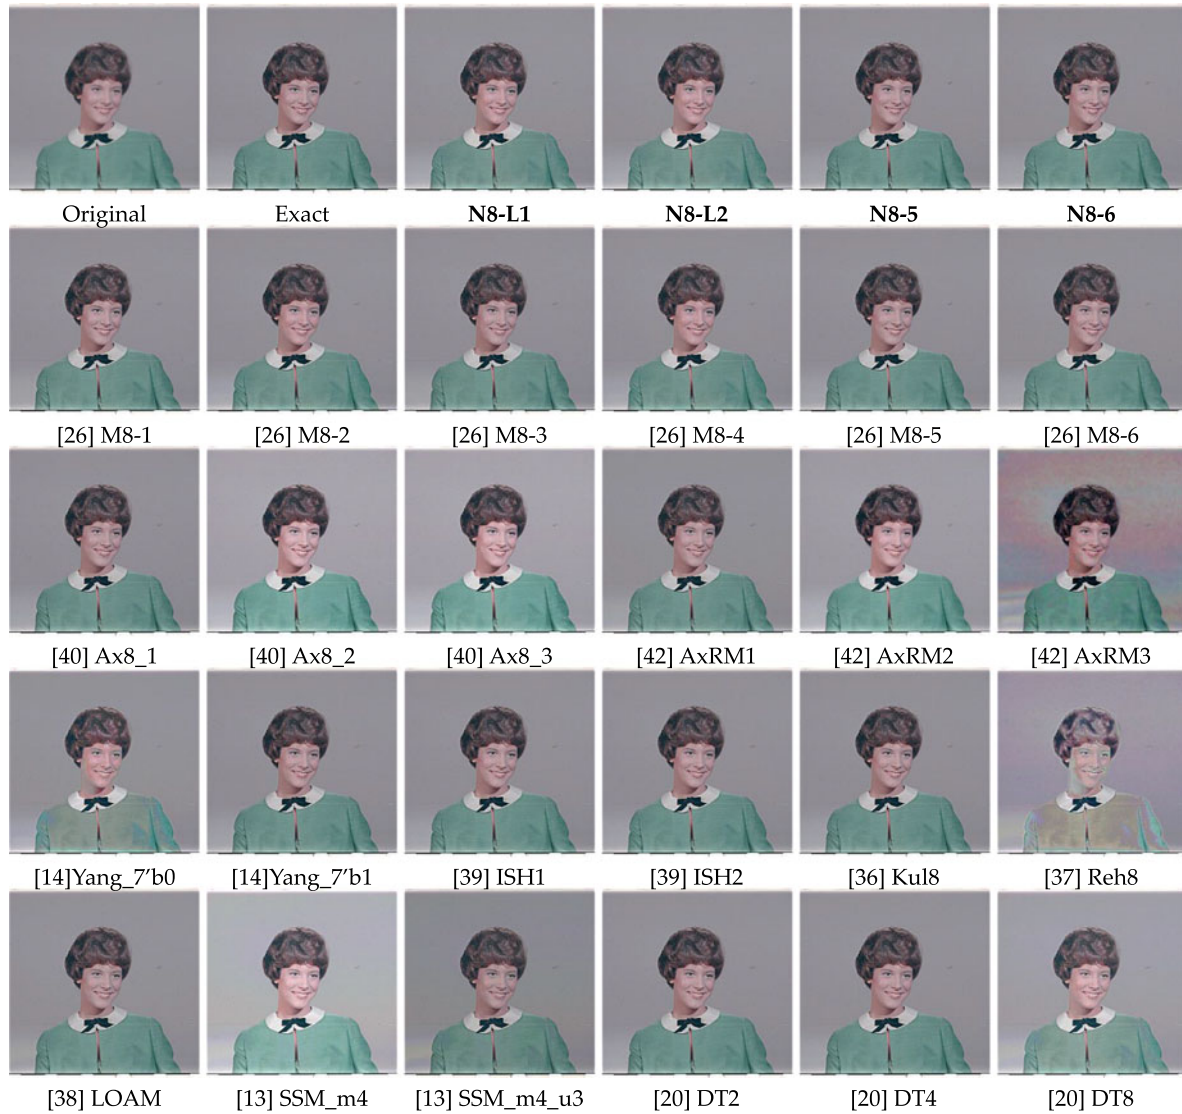 Original Exact N8-L1 N8-L2 N8-5 N8-6
[26] M8-1 [26] M8-2 [26] M8-3 [26] M8-4 [26] M8-5 [26] M8-6
[40] Ax8_1 [40] Ax8_2 [40] Ax8_3 [42] AxRM1 [42] AxRM2 [42] AxRM3
[14]Yang_7'b0 [14]Yang_7'b1 [39] ISH1 [39] ISH2 [36] Kul8 [37] Reh8
[38] LOAM [13] SSM_m4 [13] SSM_m4_u3 [20] DT2 [20] DT4 [20] DT8